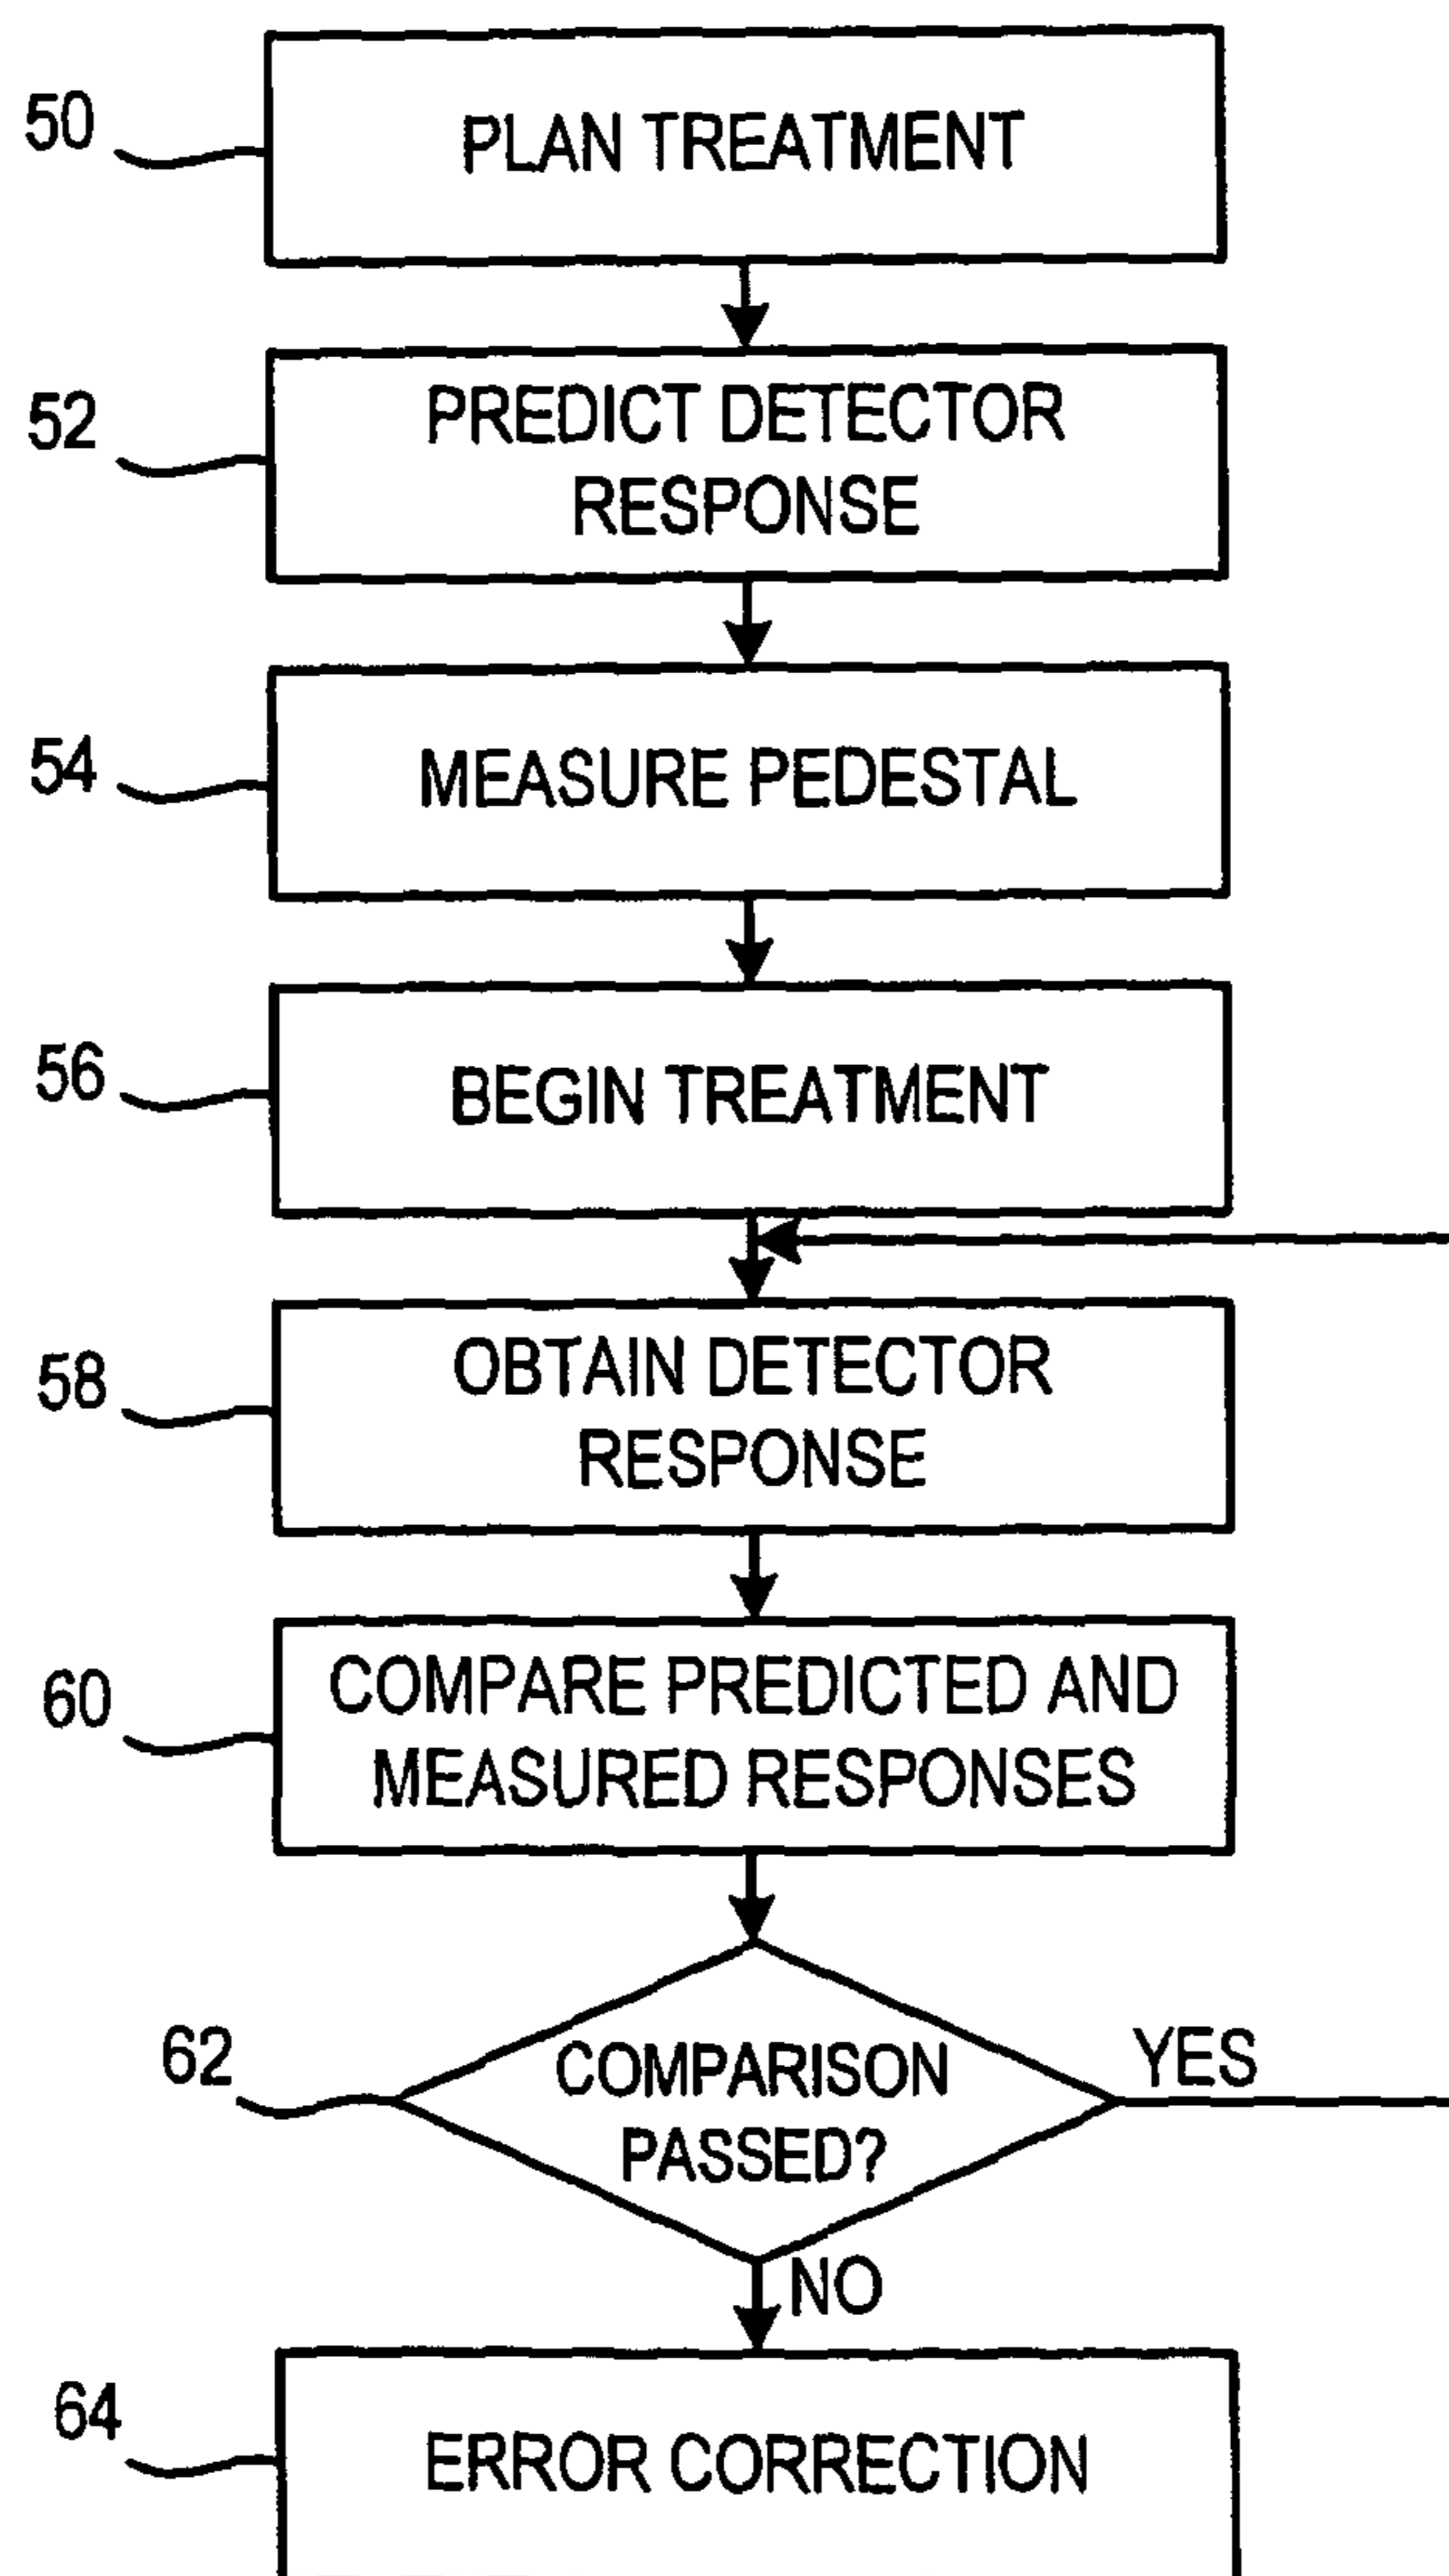 50
PLAN TREATMENT
52
PREDICT DETECTOR
RESPONSE
54
MEASURE PEDESTAL
56
BEGIN TREATMENT
58
OBTAIN DETECTOR
RESPONSE
60
COMPARE PREDICTED AND
MEASURED RESPONSES
62
COMPARISON
PASSED?
YES
NO
64
ERROR CORRECTION